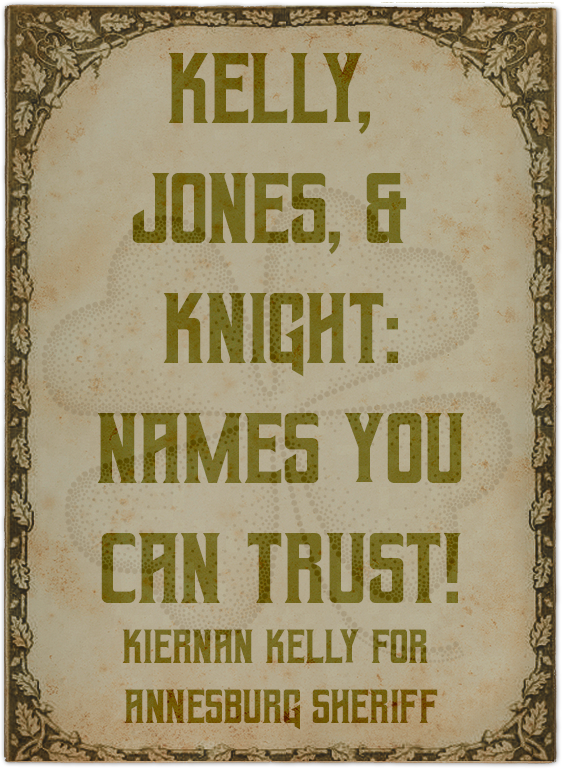 KELLY,
JONES, &
KNIGHT:
NAMES YOU
CAN TRUST!
KIERNAN KELLY FOR
ANNESBURG SHERIFF